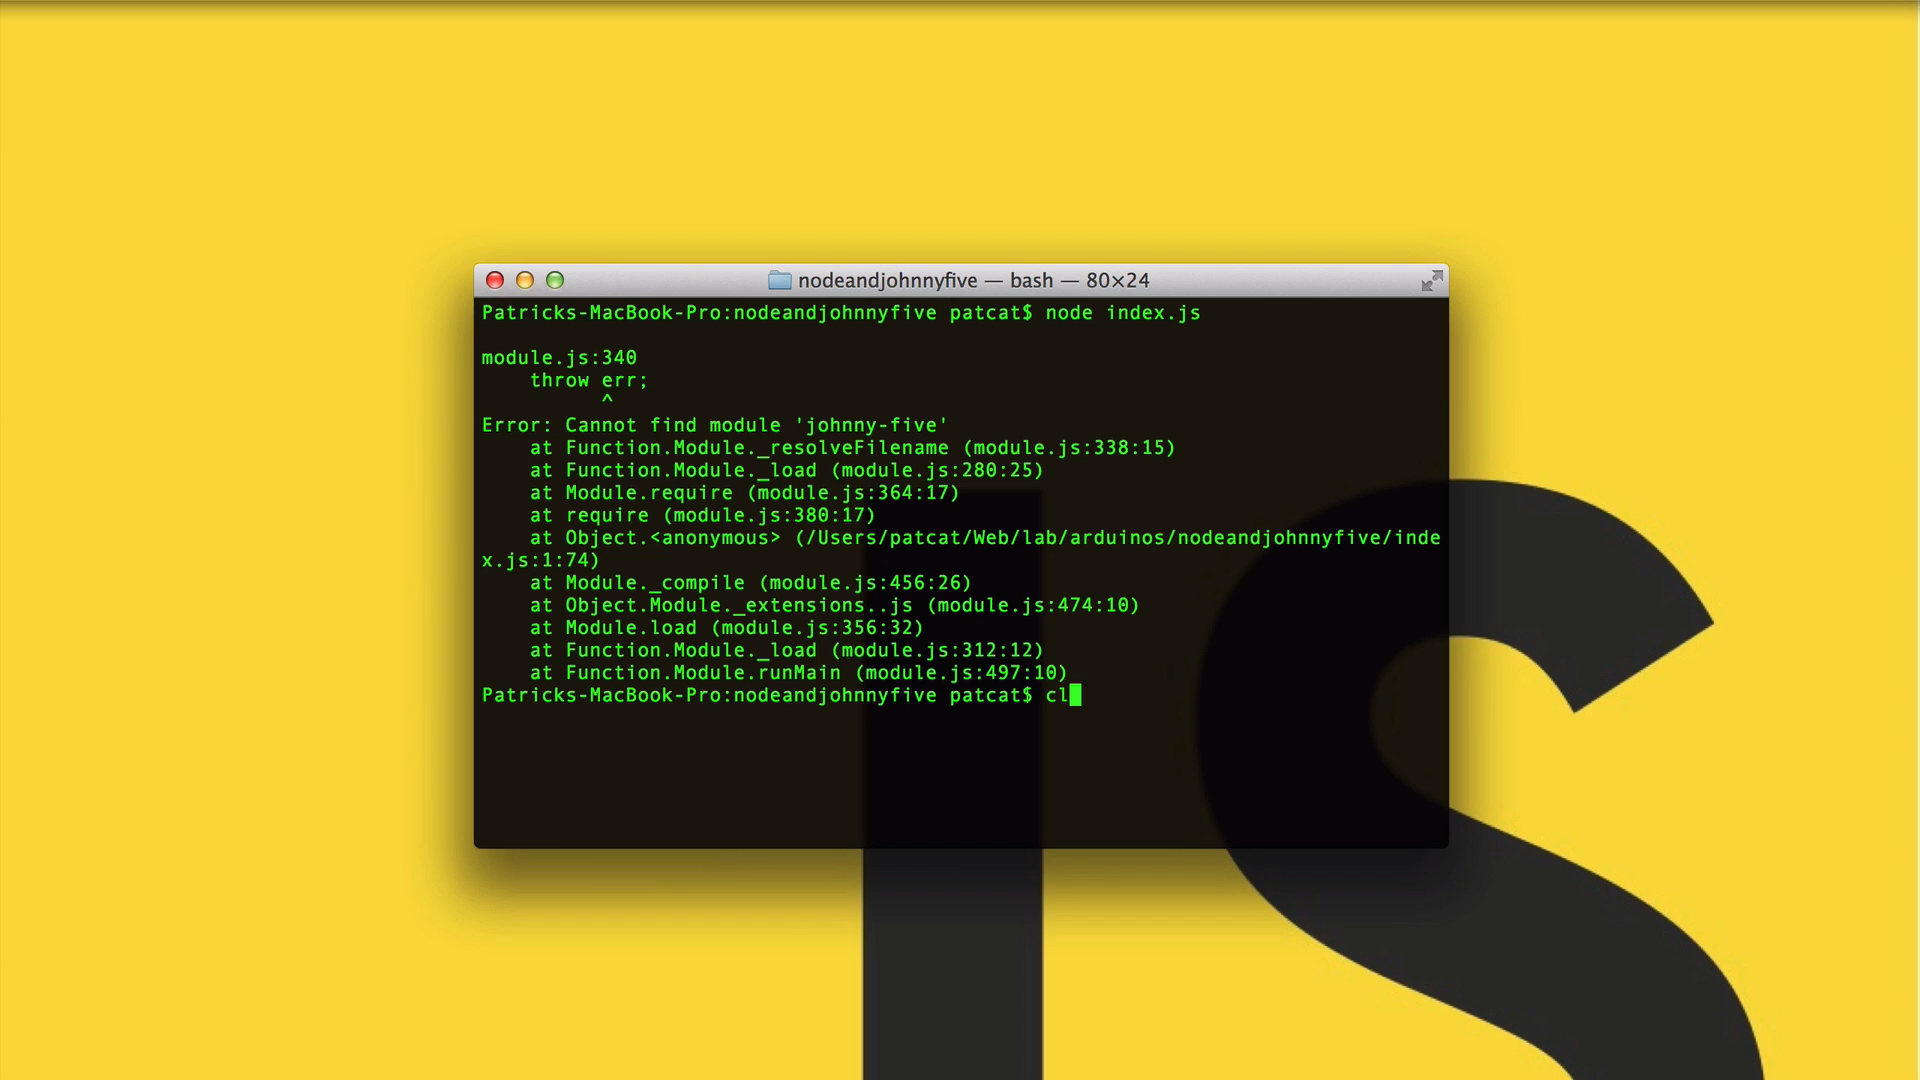 nodeandjohnnyfive — bash — 80×24
Patricks-MacBook-Pro:nodeandjohnnyfive patcat$ node index.js
module.js:340
    throw err;
          ^
Error: Cannot find module 'johnny-five'
    at Function.Module._resolveFilename (module.js:338:15)
    at Function.Module._load (module.js:280:25)
    at Module.require (module.js:364:17)
    at require (module.js:380:17)
    at Object.<anonymous> (/Users/patcat/Web/lab/arduinos/nodeandjohnnyfive/inde
x.js:1:74)
    at Module._compile (module.js:456:26)
    at Object.Module._extensions..js (module.js:474:10)
    at Module.load (module.js:356:32)
    at Function.Module._load (module.js:312:12)
    at Function.Module.runMain (module.js:497:10)
Patricks-MacBook-Pro:nodeandjohnnyfive patcat$ cl
JS